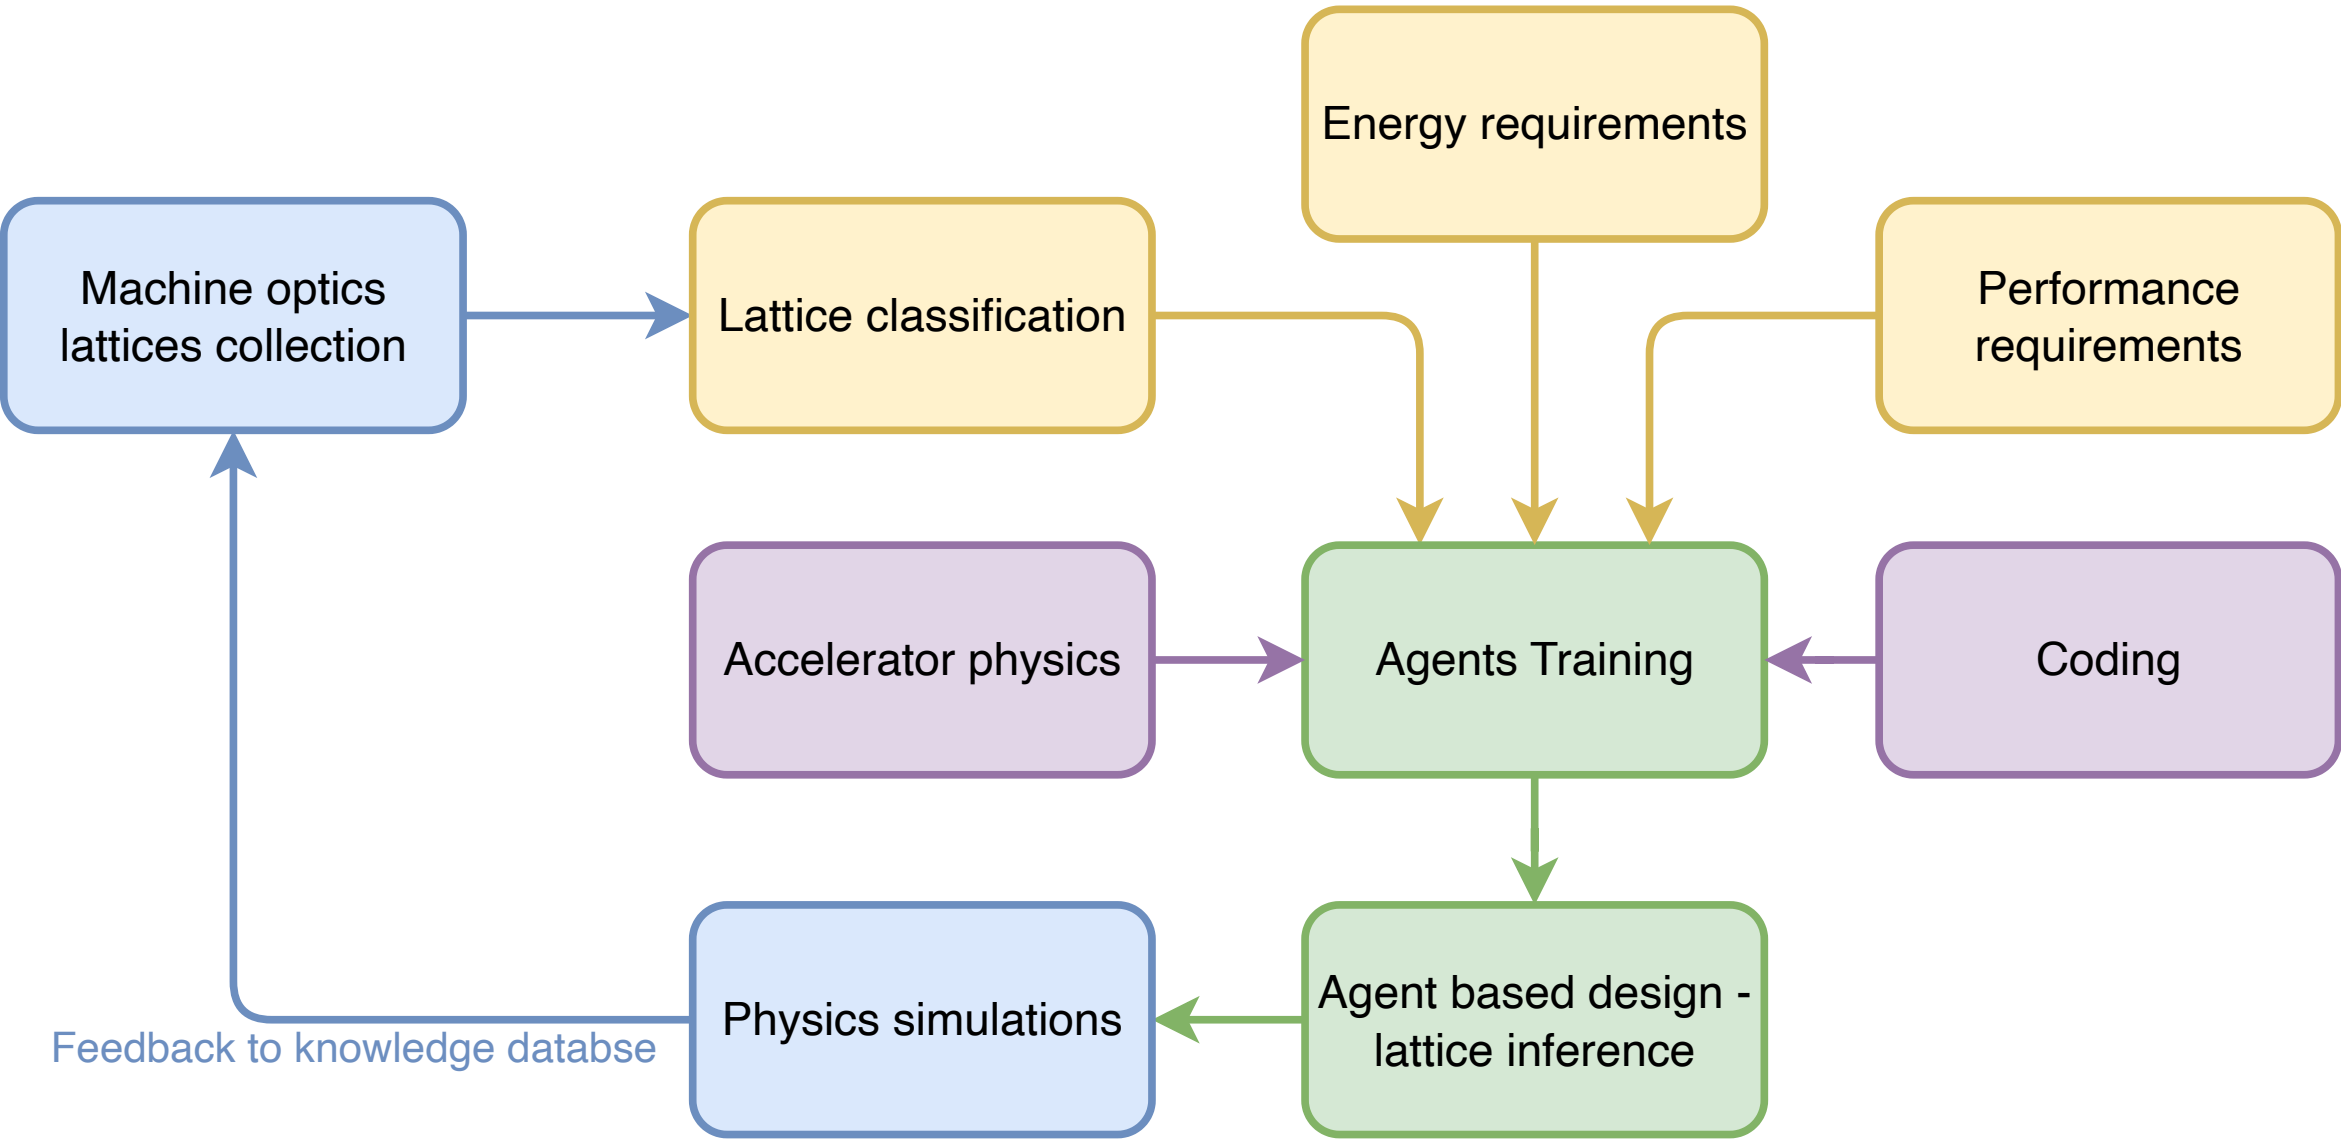 Energy requirements
Machine optics
lattices collection
Lattice classification
Performance
requirements
Accelerator physics
Agents Training
Coding
Physics simulations
Agent based design -
lattice inference
Feedback to knowledge databse